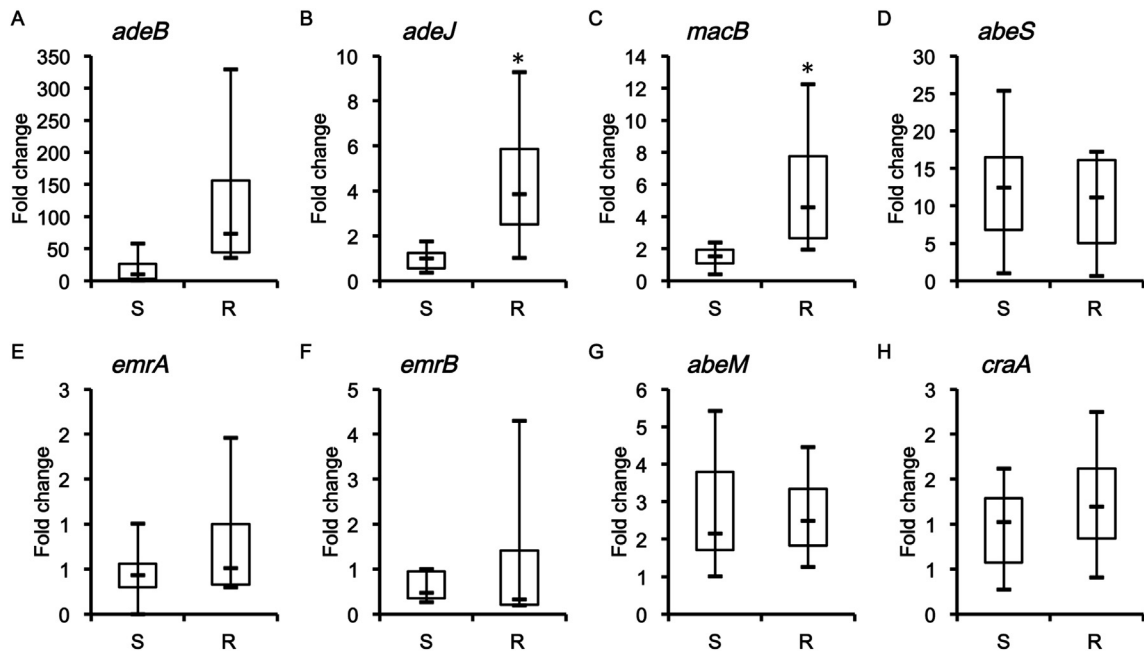 A adeB
350
300
250
200
150
100
50
0
Fold change
S R
B adeJ
10
8
6
4
2
0
Fold change
*
S R
C macB
14
12
10
8
6
4
2
0
Fold change
*
S R
D abeS
30
25
20
15
10
5
0
Fold change
S R
E emrA
3
2
2
1
1
0
Fold change
S R
F emrB
5
4
3
2
1
0
Fold change
S R
G abeM
6
5
4
3
2
1
0
Fold change
S R
H craA
3
2
2
1
1
0
Fold change
S R